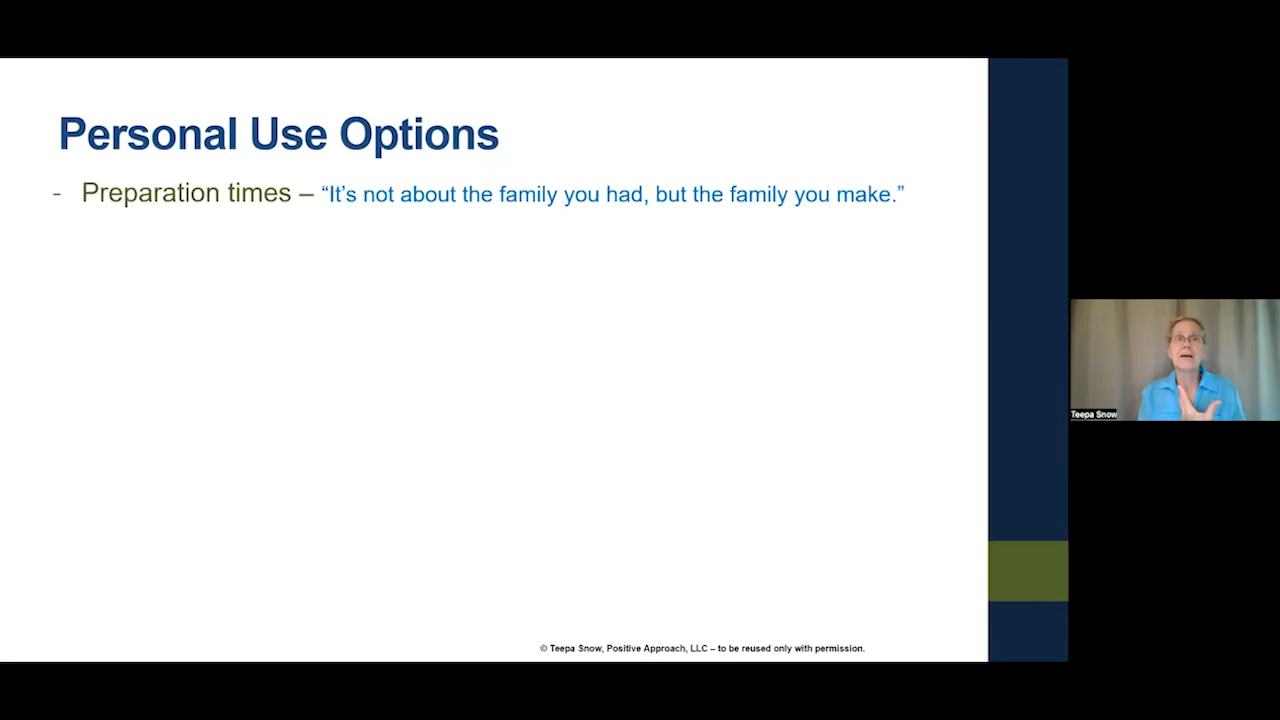 Personal Use Options
- Preparation times – “It’s not about the family you had, but the family you make.”
Teepa Snow
© Teepa Snow, Positive Approach, LLC – to be reused only with permission.